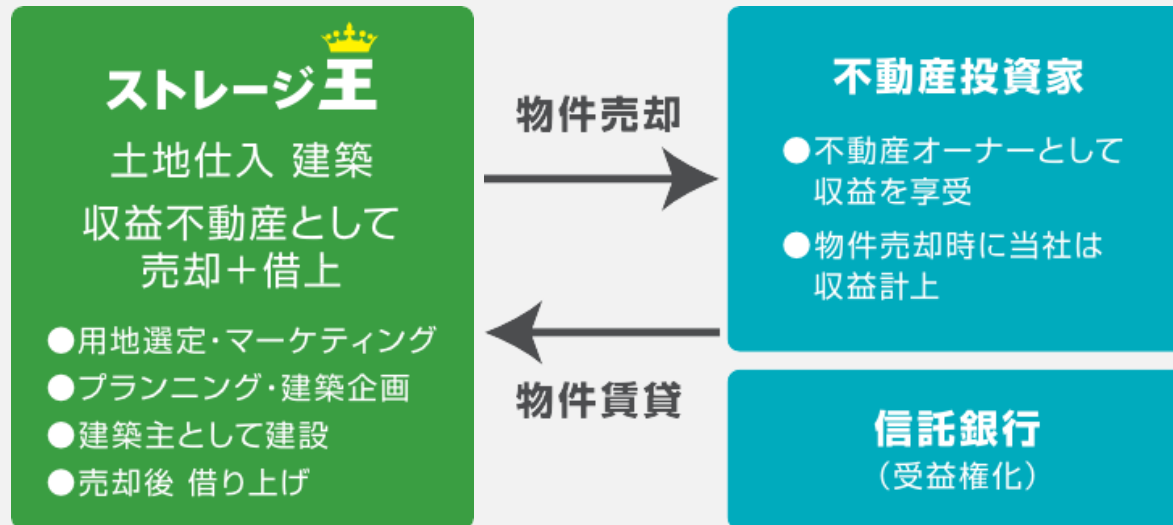 ストレージ王
土地仕入 建築
収益不動産として
売却＋借上
●用地選定・マーケティング
●プランニング・建築企画
●建築主として建設
●売却後 借り上げ
物件売却
物件賃貸
不動産投資家
●不動産オーナーとして
収益を享受
●物件売却時に当社は
収益計上
信託銀行
（受益権化）